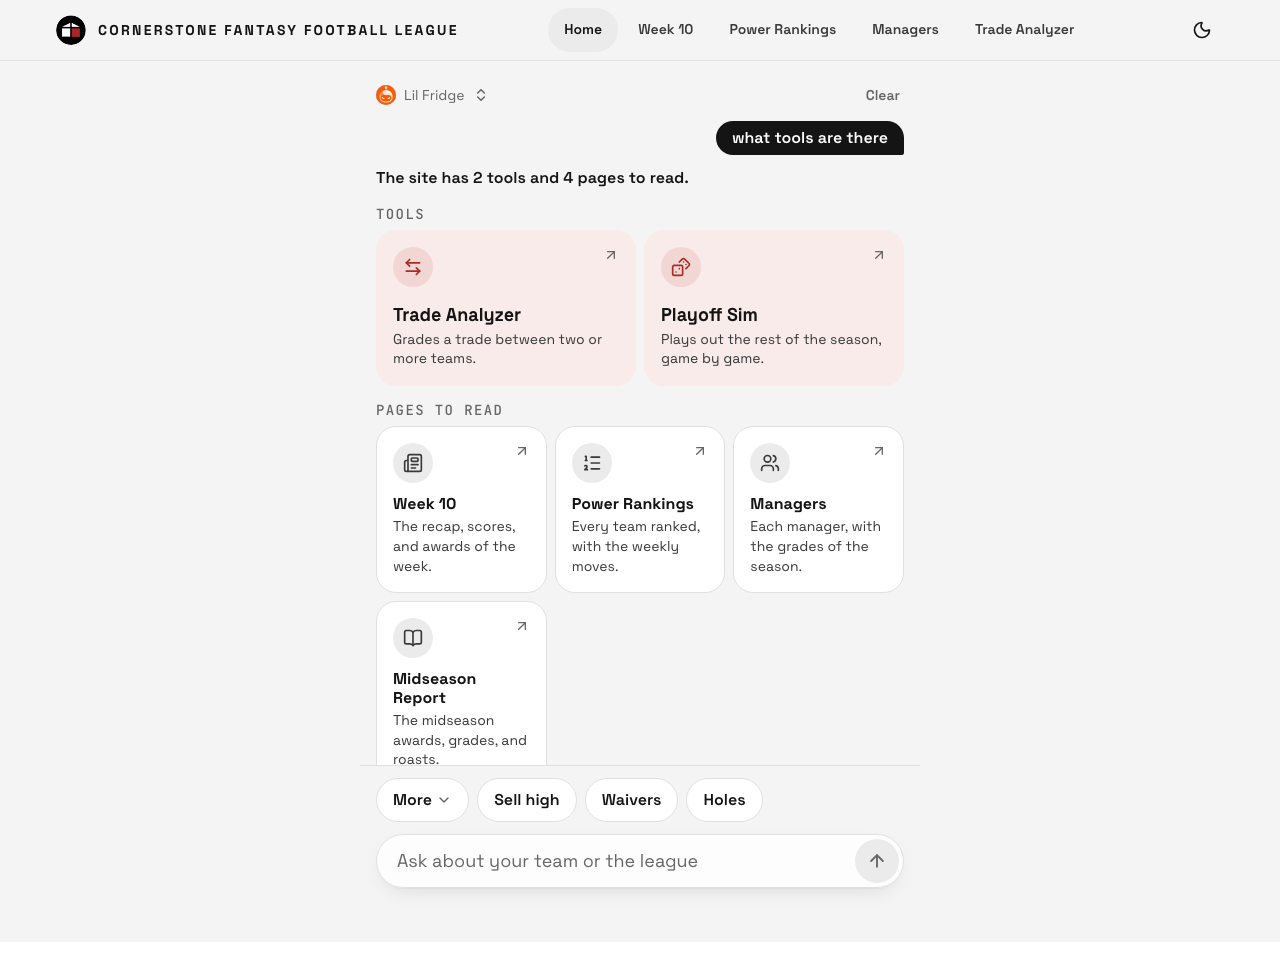 CORNERSTONE FANTASY FOOTBALL LEAGUE
Home
Week 10
Power Rankings
Managers
Trade Analyzer
Lil Fridge
Clear
what tools are there
The site has 2 tools and 4 pages to read.
TOOLS
Trade Analyzer
Grades a trade between two or
more teams.
Playoff Sim
Plays out the rest of the season,
game by game.
PAGES TO READ
Week 10
The recap, scores,
and awards of the
week.
Power Rankings
Every team ranked,
with the weekly
moves.
Managers
Each manager, with
the grades of the
season.
Midseason
Report
The midseason
awards, grades, and
roasts.
More
Sell high
Waivers
Holes
Ask about your team or the league